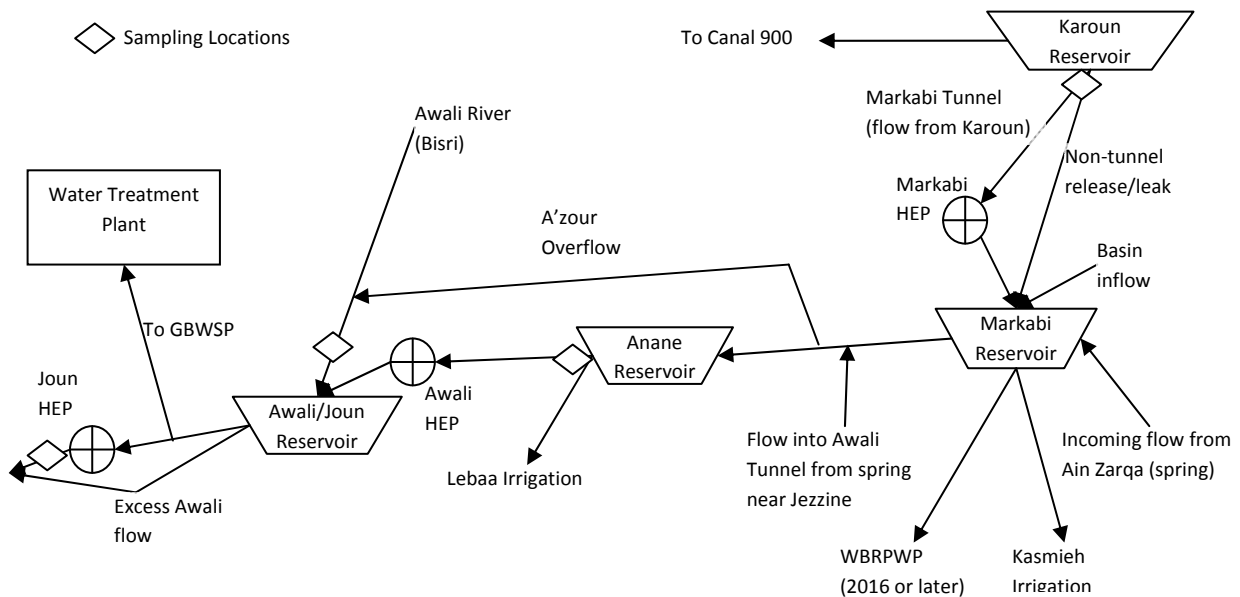 Sampling Locations
To Canal 900
Karoun
Reservoir
Markabi Tunnel
(flow from Karoun)
Awali River
(Bisri)
Non-tunnel
release/leak
Markabi
HEP
Water Treatment
Plant
A'zour
Overflow
Basin
inflow
To GBWSP
Markabi
Reservoir
Anane
Reservoir
Joun
HEP
Awali
HEP
Awali/Joun
Reservoir
Flow into Awali
Tunnel from spring
near Jezzine
Incoming flow from
Ain Zarqa (spring)
Lebaa Irrigation
Excess Awali
flow
WBRPWP
(2016 or later)
Kasmieh
Irrigation